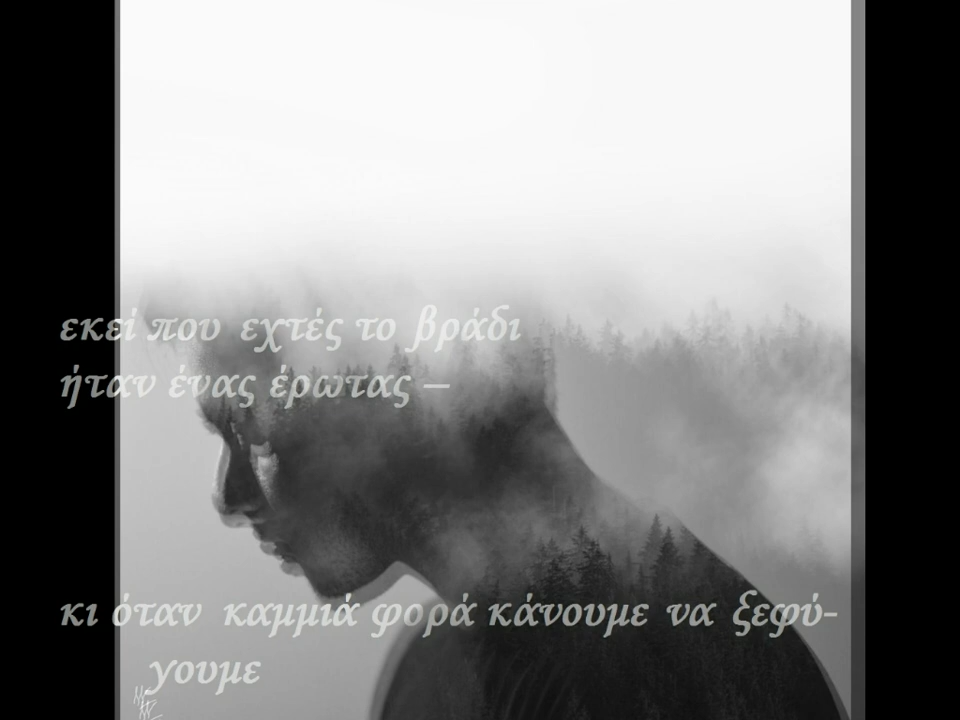 εκεί που εχτές το βράδι
ήταν ένας έρωτας –
κι όταν καμμιά φορά κάνουμε να ξεφύ-
γουμε